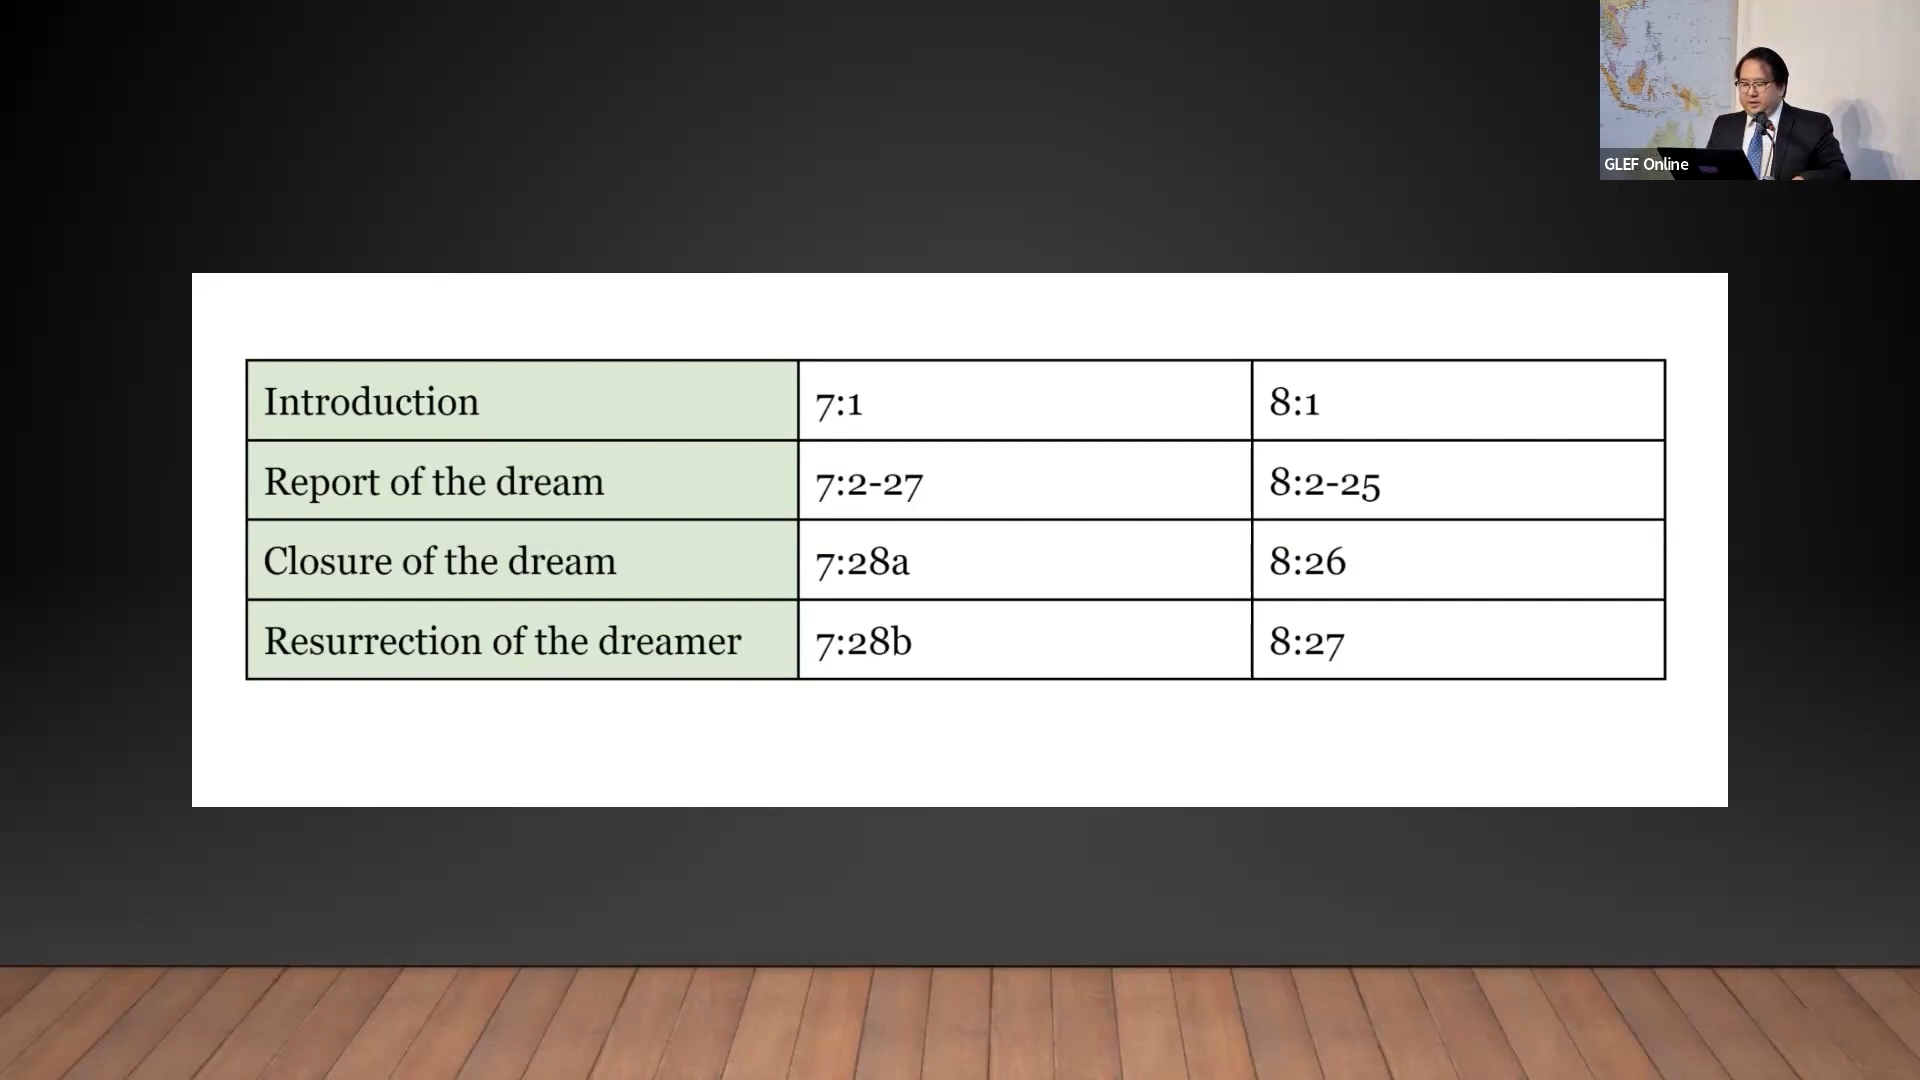 GLEF Online
Introduction 7:1 8:1
Report of the dream 7:2-27 8:2-25
Closure of the dream 7:28a 8:26
Resurrection of the dreamer 7:28b 8:27